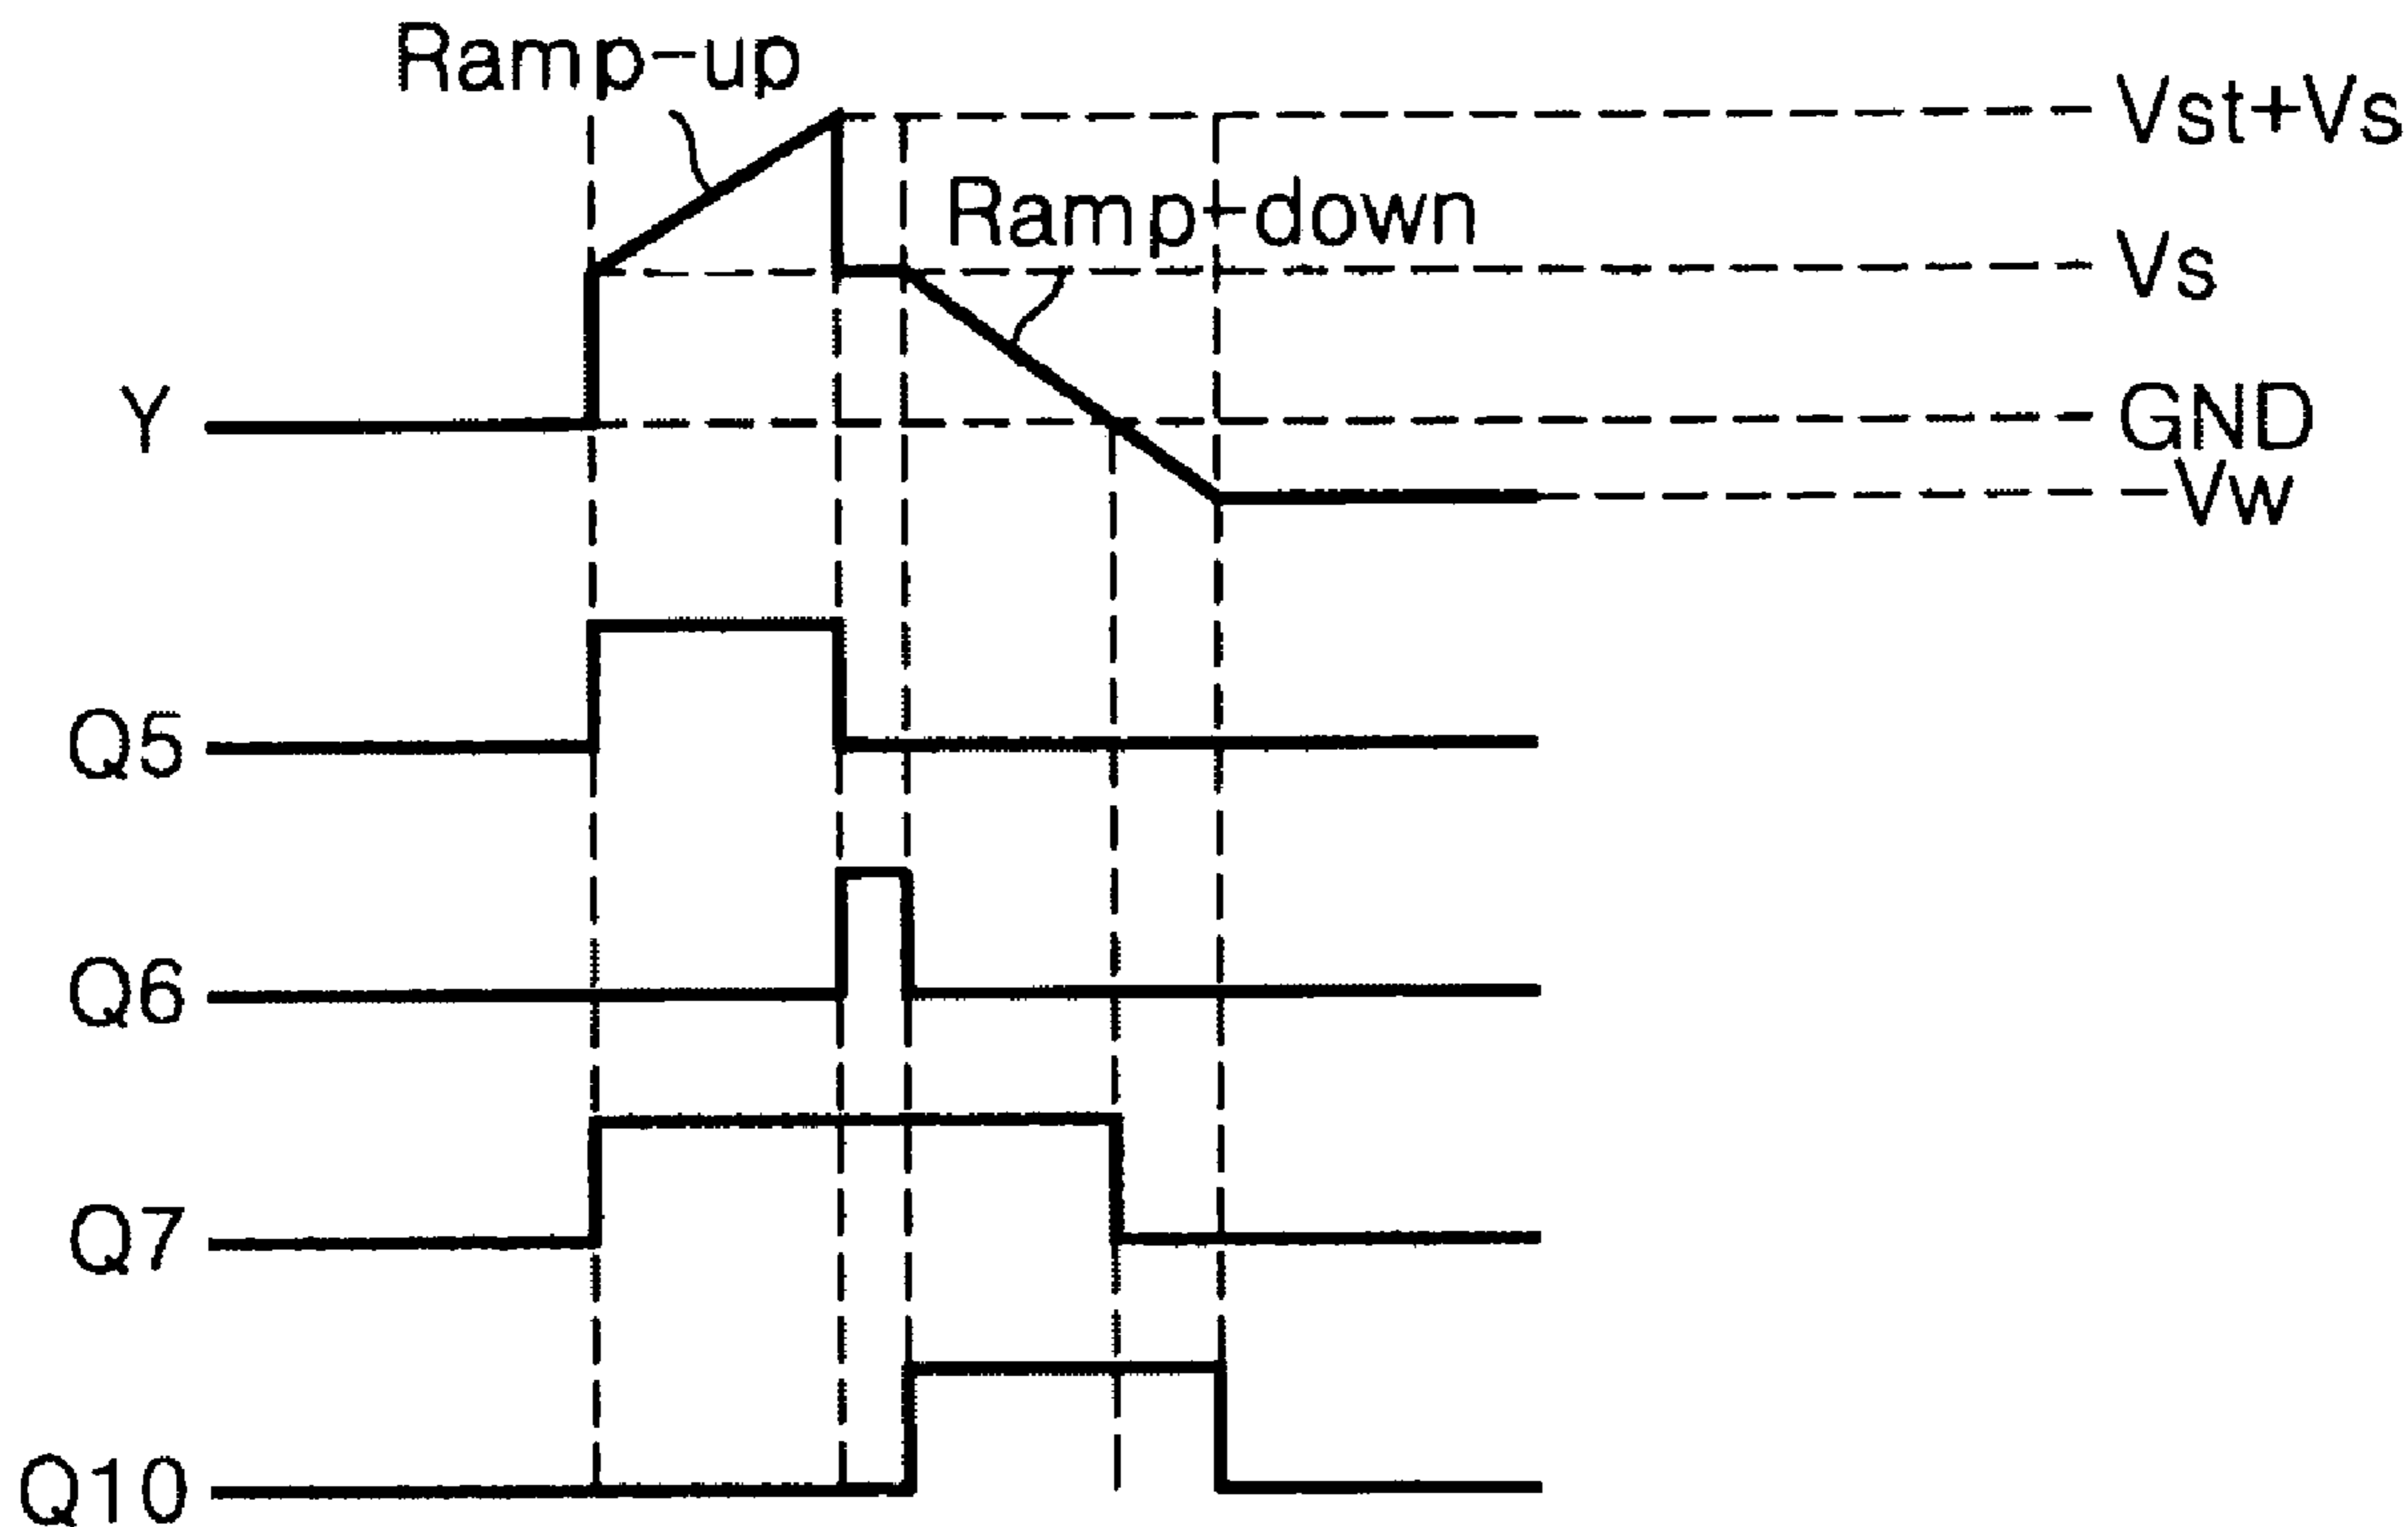 Ramp-up
Vst+Vs
Ramp-down
Vs
Y
GND
-Vw
Q5
Q6
Q7
Q10